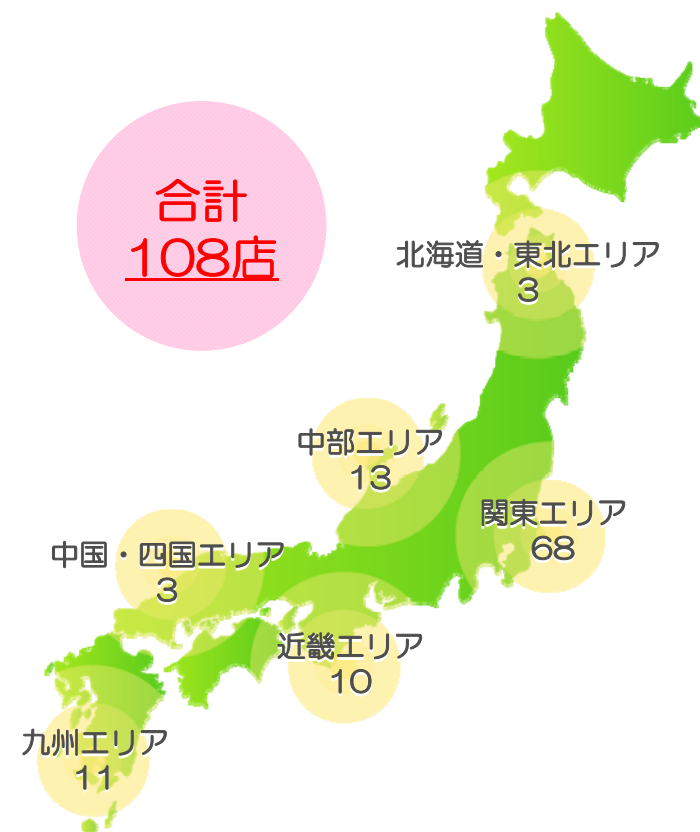 合計
108店
北海道・東北エリア
3
中部エリア
13
関東エリア
68
中国・四国エリア
3
近畿エリア
10
九州エリア
11